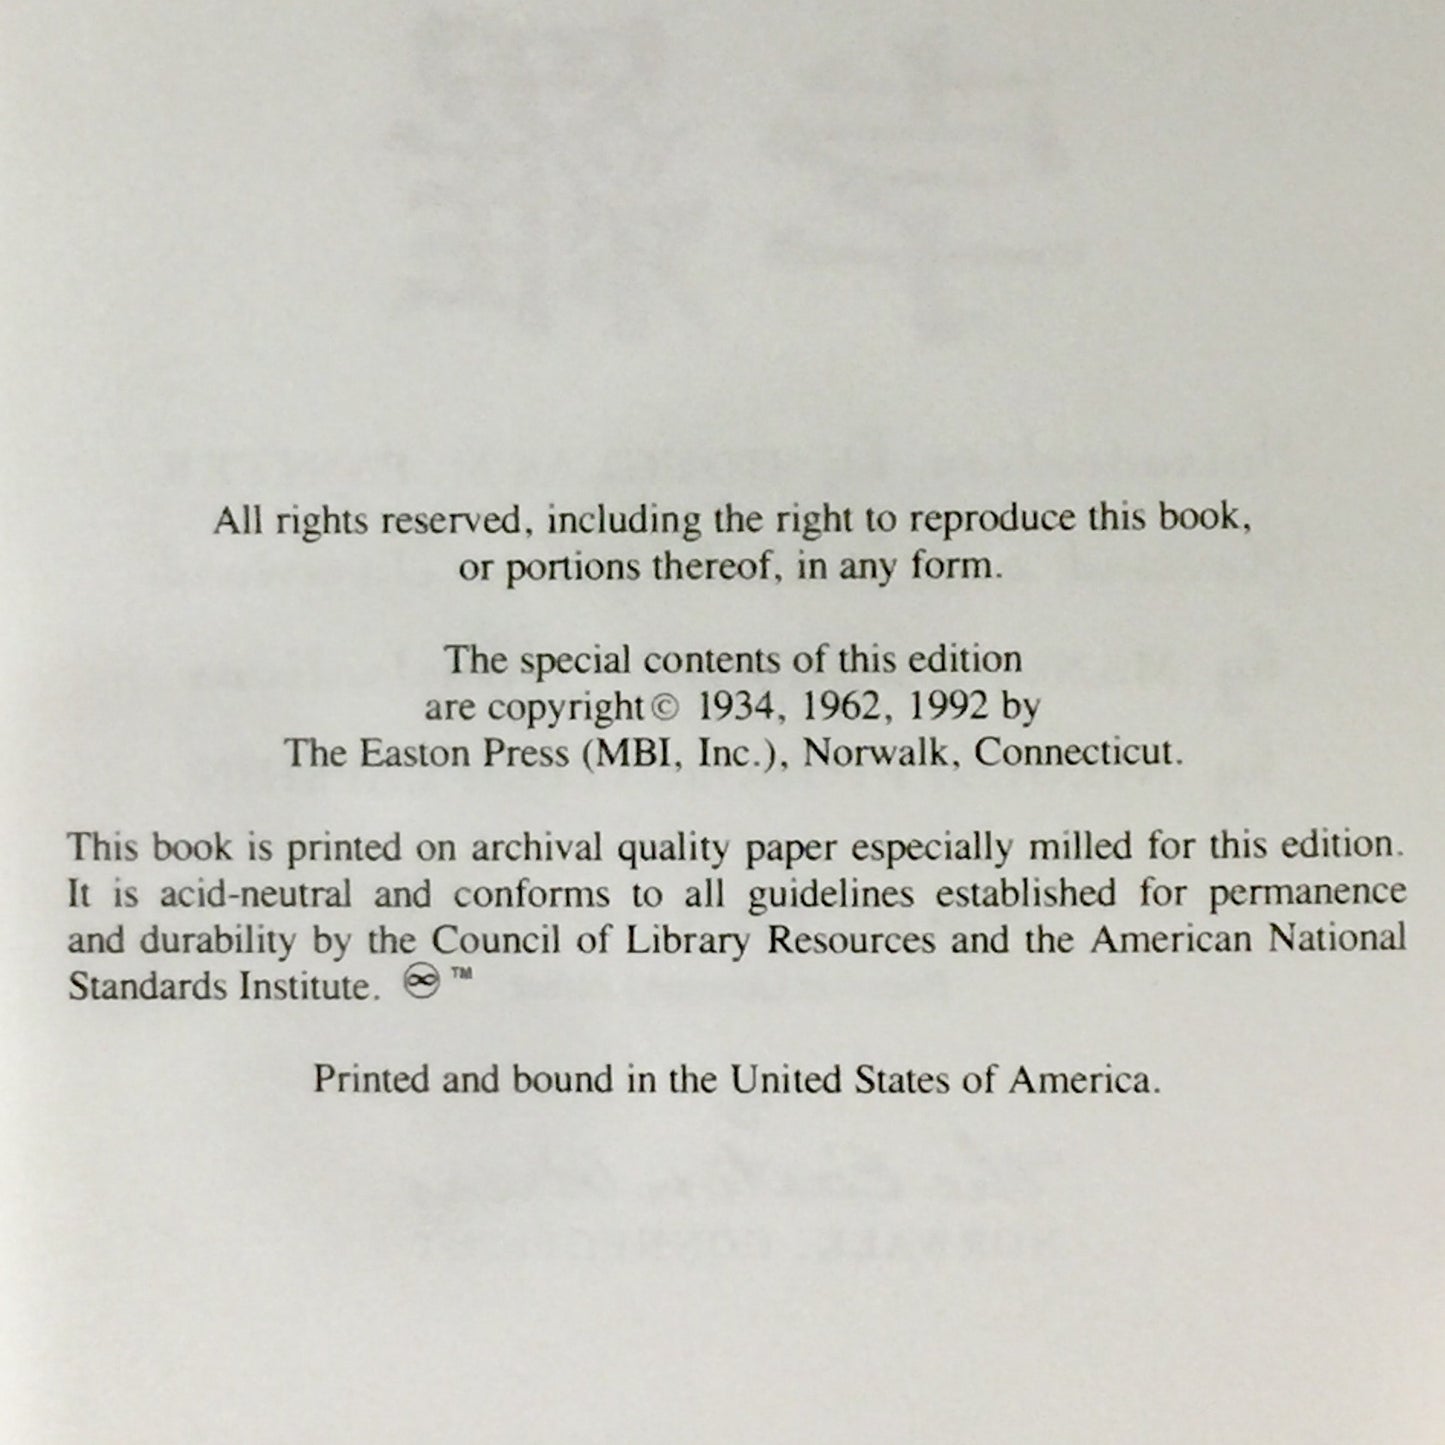 All rights reserved, including the right to reproduce this book,
or portions thereof, in any form.
The special contents of this edition
are copyright © 1934, 1962, 1992 by
The Easton Press (MBI, Inc.), Norwalk, Connecticut.
This book is printed on archival quality paper especially milled for this edition.
It is acid-neutral and conforms to all guidelines established for permanence
and durability by the Council of Library Resources and the American National
Standards Institute. ♾ ™
Printed and bound in the United States of America.